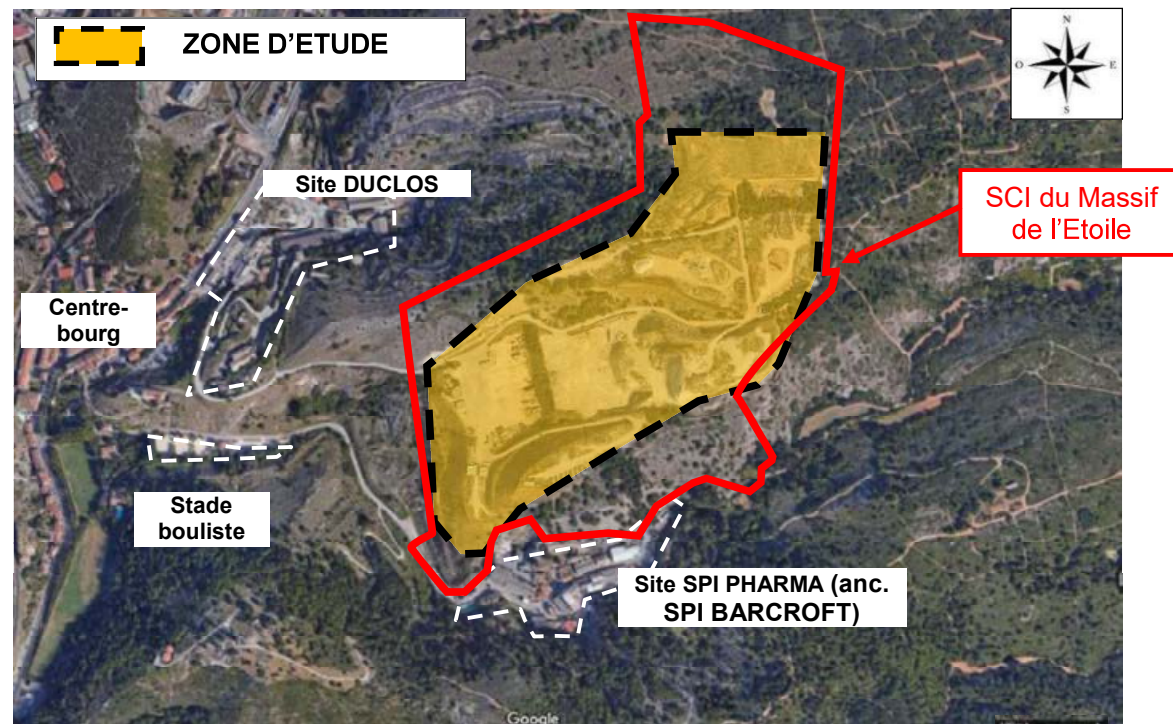 ZONE D'ETUDE
N
O
E
S
Site DUCLOS
SCI du Massif
de l'Etoile
Centre-
bourg
Stade
bouliste
Site SPI PHARMA (anc.
SPI BARCROFT)
Google